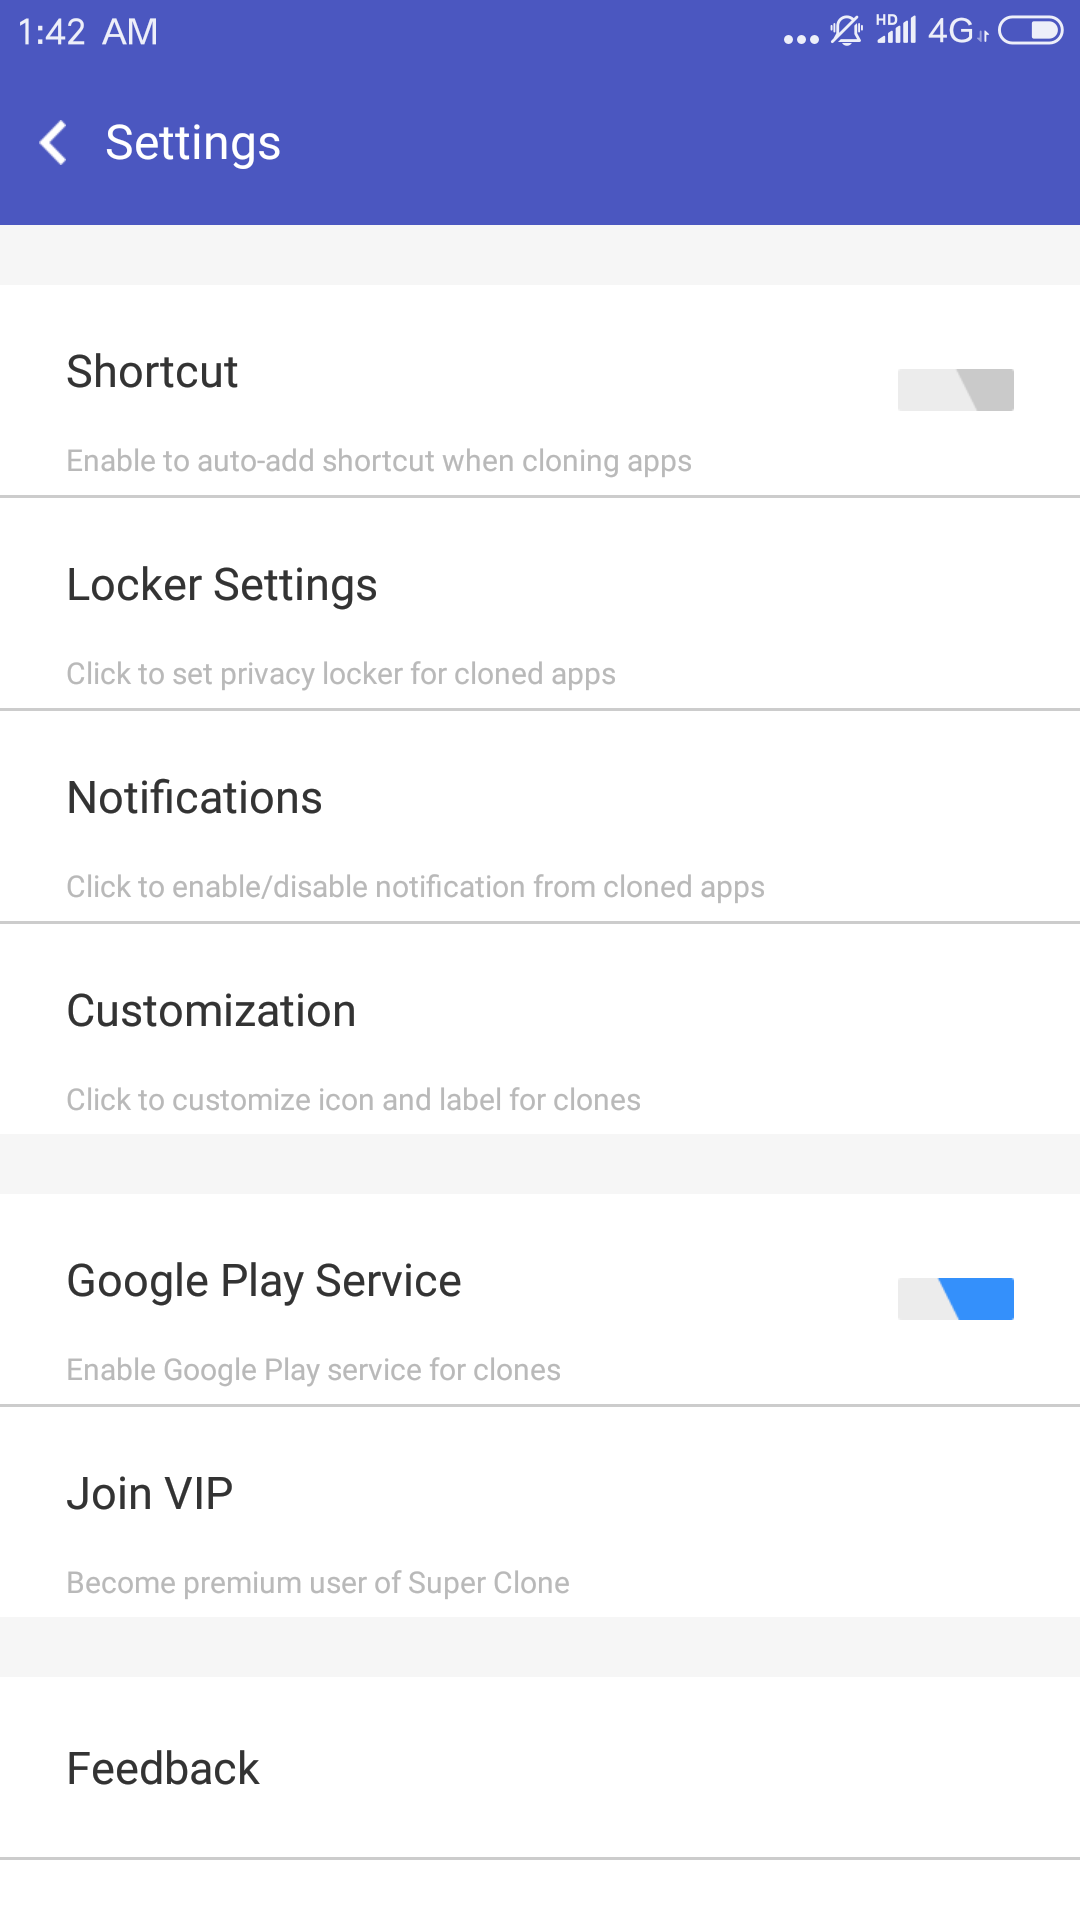 1:42 AM
HD 4G
Settings
Shortcut
Enable to auto-add shortcut when cloning apps
Locker Settings
Click to set privacy locker for cloned apps
Notifications
Click to enable/disable notification from cloned apps
Customization
Click to customize icon and label for clones
Google Play Service
Enable Google Play service for clones
Join VIP
Become premium user of Super Clone
Feedback